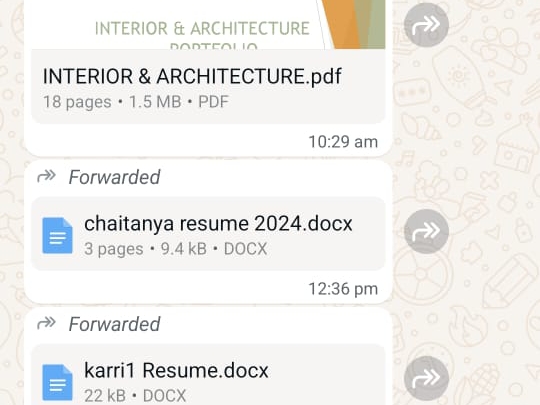 INTERIOR & ARCHITECTURE
PORTFOLIO
INTERIOR & ARCHITECTURE.pdf
18 pages • 1.5 MB • PDF
10:29 am
Forwarded
chaitanya resume 2024.docx
3 pages • 9.4 kB • DOCX
12:36 pm
Forwarded
karri1 Resume.docx
22 kB • DOCX